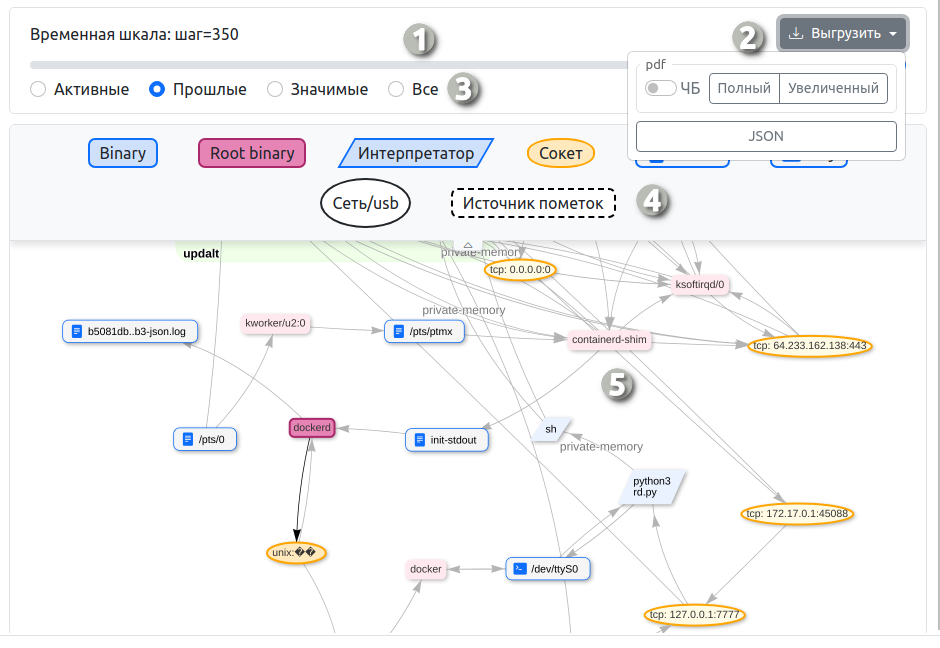 Временная шкала: шаг=350
1
2
Выгрузить
pdf
ЧБ
Полный
Увеличенный
JSON
Активные
Прошлые
Значимые
Все
3
Binary
Root binary
Интерпретатор
Сокет
Сеть/usb
Источник пометок
4
updalt
private-memory
tcp: 0.0.0.0:0
ksoftirqd/0
private-memory
b5081db..b3-json.log
kworker/u2:0
/pts/ptmx
containerd-shim
tcp: 64.233.162.138:443
5
dockerd
/pts/0
init-stdout
sh
private-memory
python3
rd.py
tcp: 172.17.0.1:45088
unix:��
docker
/dev/ttyS0
tcp: 127.0.0.1:7777